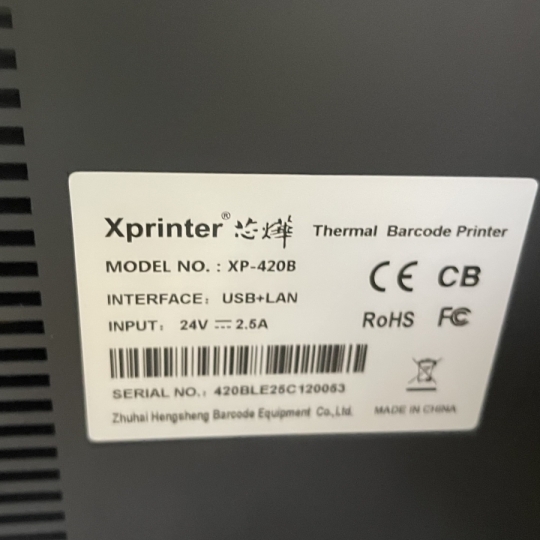 Xprinter® 芯烨 Thermal Barcode Printer
MODEL NO. : XP-420B
CE CB
INTERFACE: USB+LAN
INPUT: 24V 2.5A
RoHS FC
SERIAL NO.: 420BLE25C120053
Zhuhai Hengsheng Barcode Equipment Co.,Ltd. MADE IN CHINA